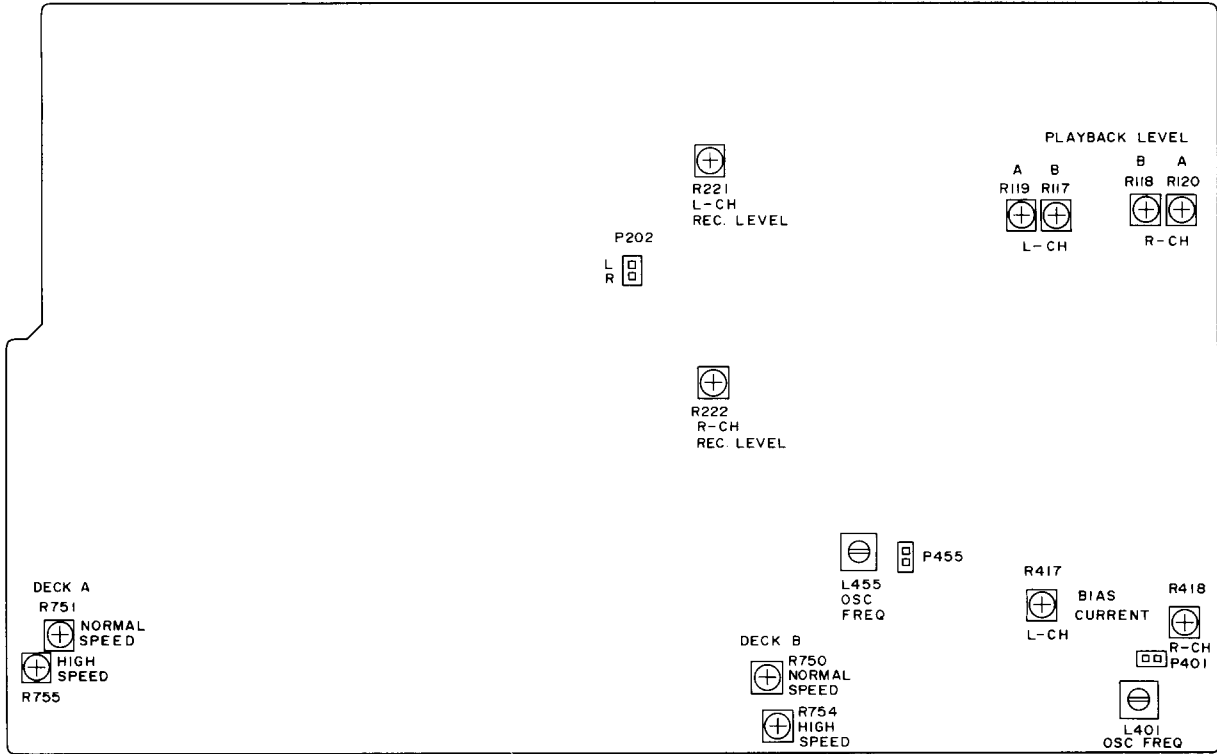 PLAYBACK LEVEL
A B
R119 R117
L-CH
B A
R118 R120
R-CH
R221
L-CH
REC. LEVEL
P202
L
R
R222
R-CH
REC. LEVEL
L455
OSC
FREQ
P455
R417
L-CH
BIAS
CURRENT
R418
R-CH
P401
L401
OSC FREQ
DECK A
R751
NORMAL
SPEED
HIGH
SPEED
R755
DECK B
R750
NORMAL
SPEED
R754
HIGH
SPEED